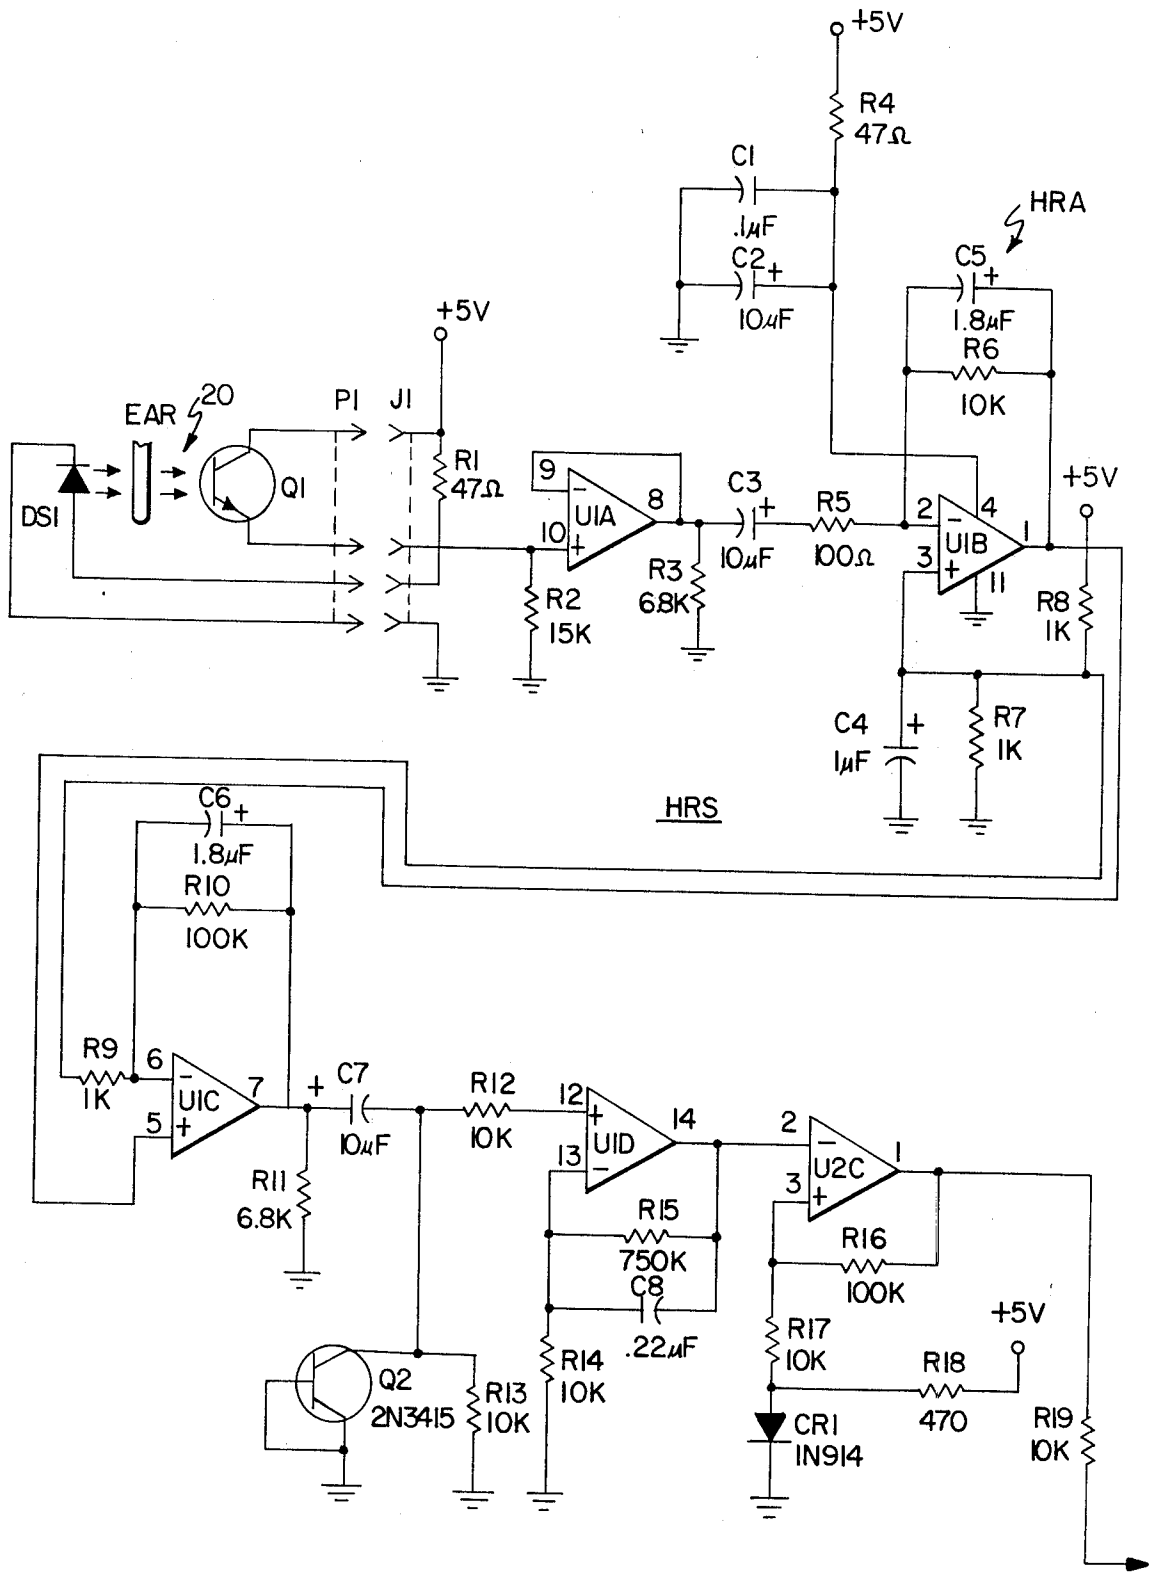 +5V
R4
47Ω
C1
.1µF
C2 +
10µF
HRA
C5 +
1.8µF
R6
10K
+5V
EAR
20
P1
J1
DS1
Q1
R1
47Ω
9
−
8
10
+
U1A
R2
15K
R3
6.8K
C3 +
10µF
R5
100Ω
2
−
4
U1B
1
3
+
11
+5V
R8
1K
C4 +
1µF
R7
1K
HRS
C6 +
1.8µF
R10
100K
R9
1K
6
−
7
U1C
5
+
+ C7
10µF
R11
6.8K
R12
10K
12
+
14
U1D
13
−
R15
750K
C8
.22µF
2
−
1
U2C
3
+
R16
100K
+5V
R17
10K
R18
470
R14
10K
Q2
2N3415
R13
10K
CR1
1N914
R19
10K